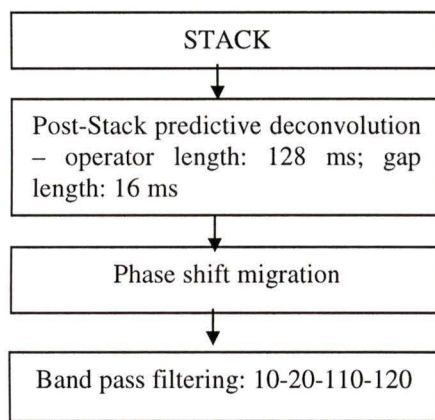 STACK
Post-Stack predictive deconvolution
– operator length: 128 ms; gap
length: 16 ms
Phase shift migration
Band pass filtering: 10-20-110-120